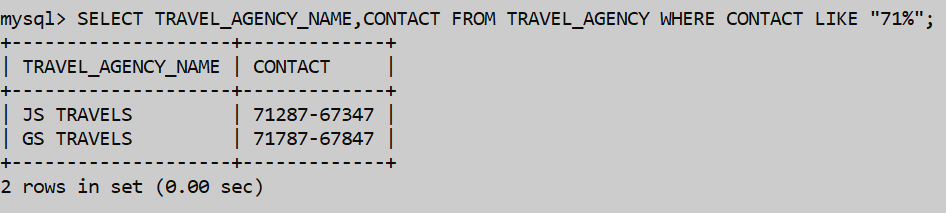 mysql> SELECT TRAVEL_AGENCY_NAME,CONTACT FROM TRAVEL_AGENCY WHERE CONTACT LIKE "71%";
+--------------------+-------------+
| TRAVEL_AGENCY_NAME | CONTACT     |
+--------------------+-------------+
| JS TRAVELS         | 71287-67347 |
| GS TRAVELS         | 71787-67847 |
+--------------------+-------------+
2 rows in set (0.00 sec)